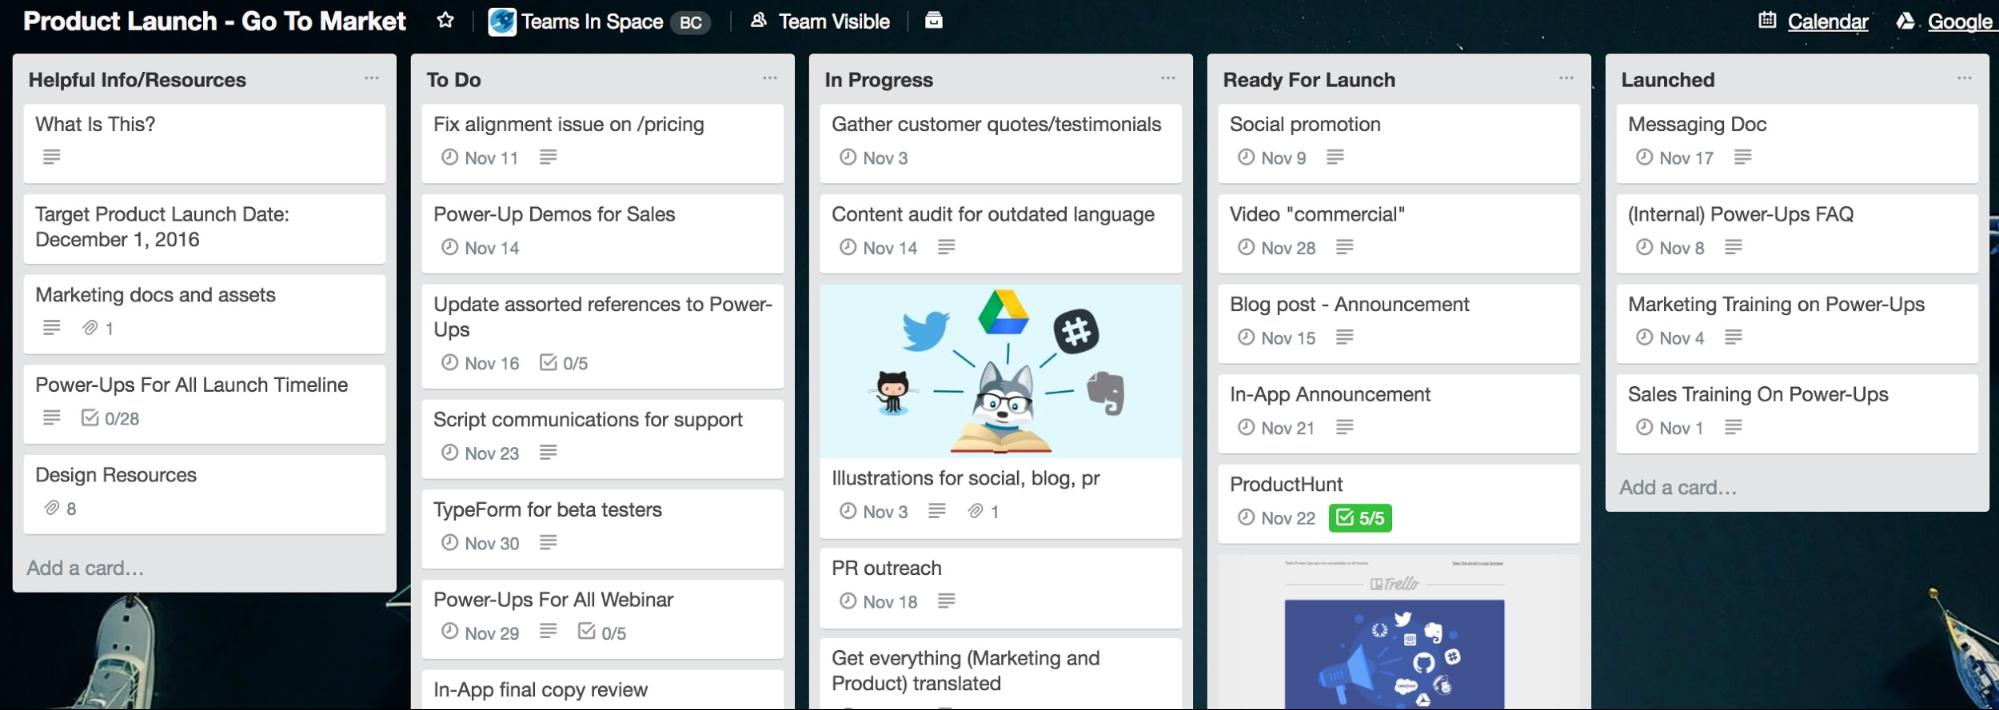 Product Launch - Go To Market
Teams In Space BC
Team Visible
Calendar
Google
Helpful Info/Resources
What Is This?
Target Product Launch Date:
December 1, 2016
Marketing docs and assets
1
Power-Ups For All Launch Timeline
0/28
Design Resources
8
Add a card...
To Do
Fix alignment issue on /pricing
Nov 11
Power-Up Demos for Sales
Nov 14
Update assorted references to Power-
Ups
Nov 16 0/5
Script communications for support
Nov 23
TypeForm for beta testers
Nov 30
Power-Ups For All Webinar
Nov 29 0/5
In-App final copy review
In Progress
Gather customer quotes/testimonials
Nov 3
Content audit for outdated language
Nov 14
Illustrations for social, blog, pr
Nov 3 1
PR outreach
Nov 18
Get everything (Marketing and
Product) translated
Ready For Launch
Social promotion
Nov 9
Video "commercial"
Nov 28
Blog post - Announcement
Nov 15
In-App Announcement
Nov 21
ProductHunt
Nov 22 5/5
Trello
Launched
Messaging Doc
Nov 17
(Internal) Power-Ups FAQ
Nov 8
Marketing Training on Power-Ups
Nov 4
Sales Training On Power-Ups
Nov 1
Add a card...